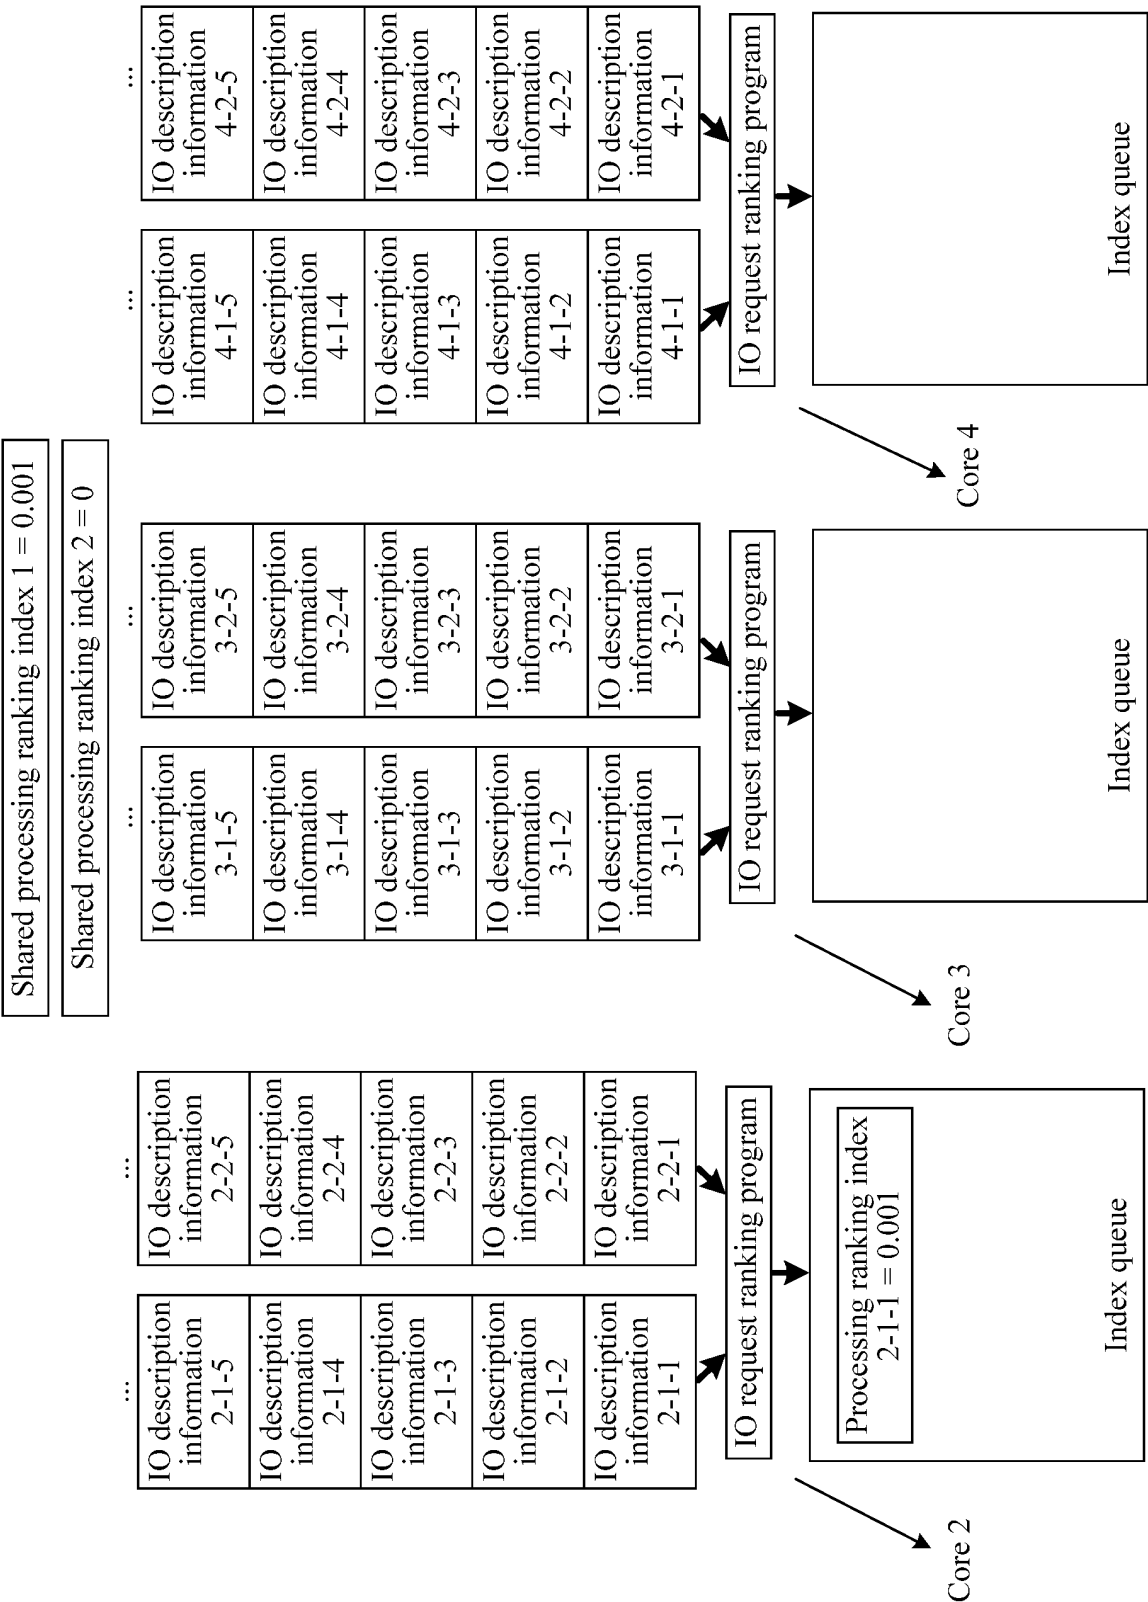 Shared processing ranking index 1 = 0.001
Shared processing ranking index 2 = 0
...
IO description
information
2-1-5
IO description
information
2-1-4
IO description
information
2-1-3
IO description
information
2-1-2
IO description
information
2-1-1
...
IO description
information
2-2-5
IO description
information
2-2-4
IO description
information
2-2-3
IO description
information
2-2-2
IO description
information
2-2-1
IO request ranking program
Processing ranking index
2-1-1 = 0.001
Index queue
Core 2
...
IO description
information
3-1-5
IO description
information
3-1-4
IO description
information
3-1-3
IO description
information
3-1-2
IO description
information
3-1-1
...
IO description
information
3-2-5
IO description
information
3-2-4
IO description
information
3-2-3
IO description
information
3-2-2
IO description
information
3-2-1
IO request ranking program
Index queue
Core 3
...
IO description
information
4-1-5
IO description
information
4-1-4
IO description
information
4-1-3
IO description
information
4-1-2
IO description
information
4-1-1
...
IO description
information
4-2-5
IO description
information
4-2-4
IO description
information
4-2-3
IO description
information
4-2-2
IO description
information
4-2-1
IO request ranking program
Index queue
Core 4